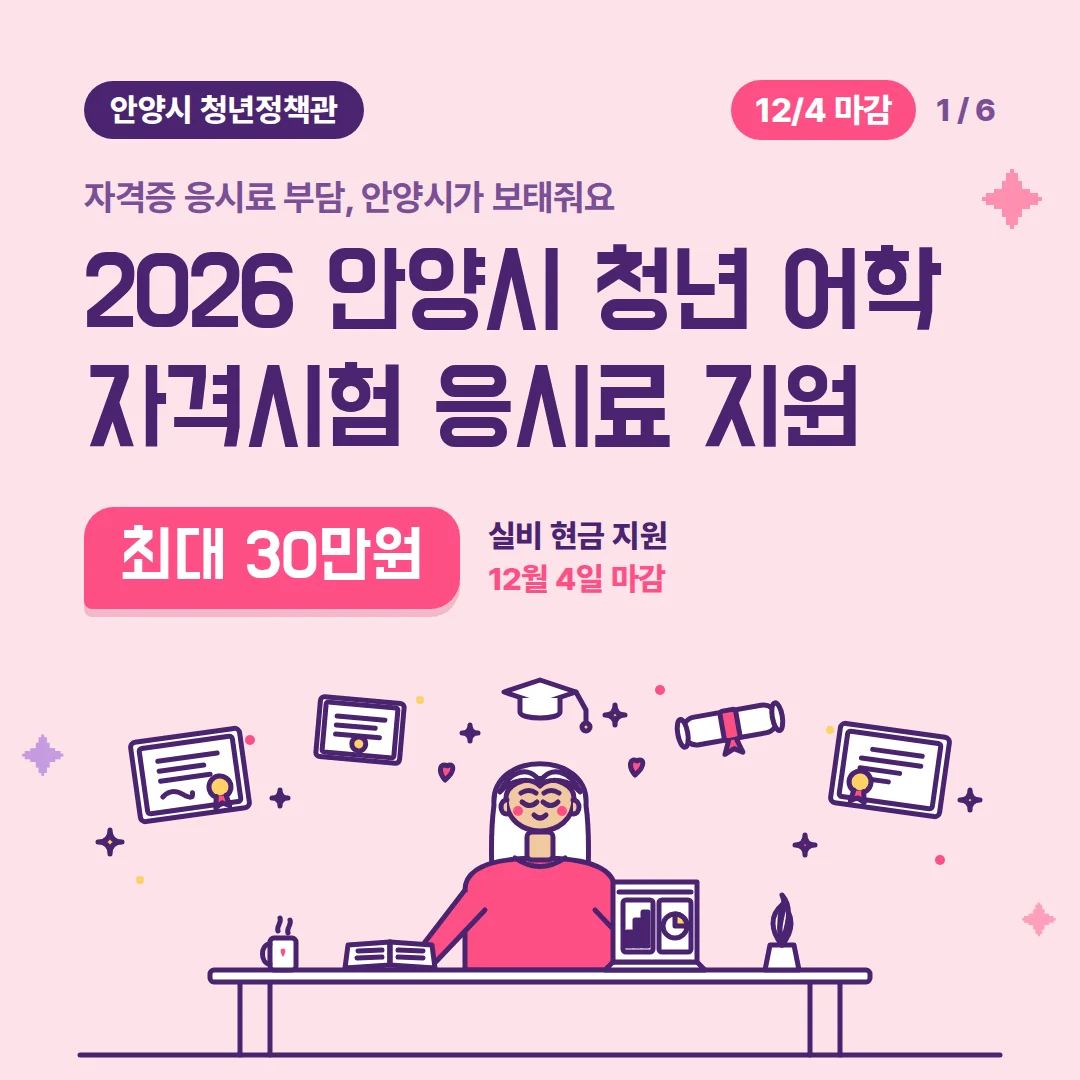 안양시 청년정책관
12/4 마감
1 / 6
자격증 응시료 부담, 안양시가 보태줘요
2026 안양시 청년 어학
자격시험 응시료 지원
최대 30만원
실비 현금 지원
12월 4일 마감